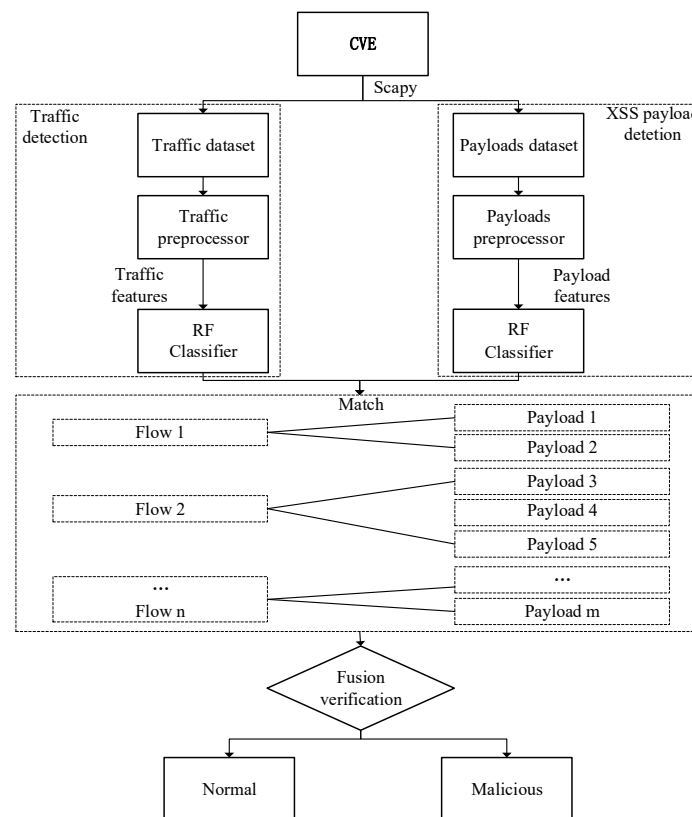 CVE
Scapy
Traffic
detection
XSS payload
detetion
Traffic dataset
Payloads dataset
Traffic
preprocessor
Payloads
preprocessor
Traffic
features
Payload
features
RF
Classifier
RF
Classifier
Match
Flow 1
Payload 1
Payload 2
Flow 2
Payload 3
Payload 4
Payload 5
...
Flow n
...
Payload m
Fusion
verification
Normal
Malicious